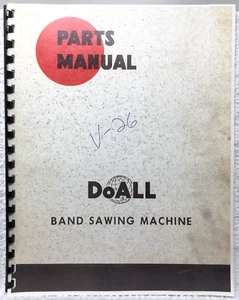 PARTS
MANUAL
V-26
DoALL
BAND SAWING MACHINE